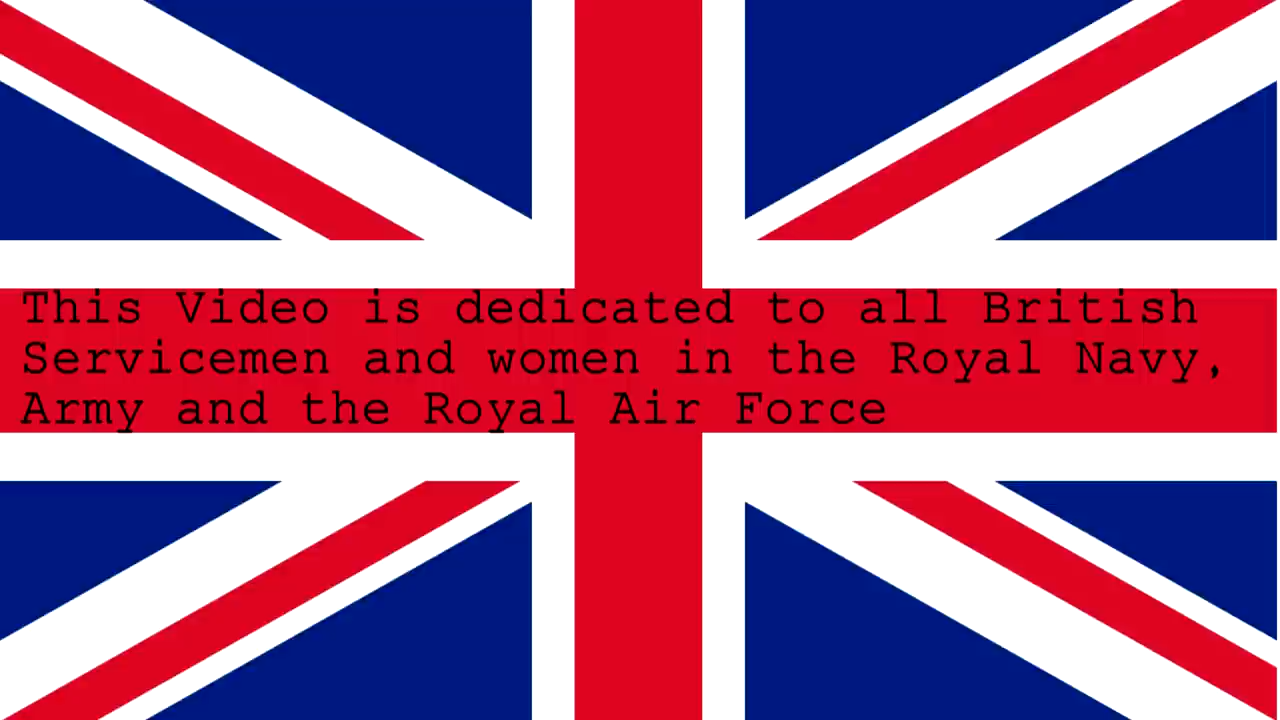 This Video is dedicated to all British
Servicemen and women in the Royal Navy,
Army and the Royal Air Force